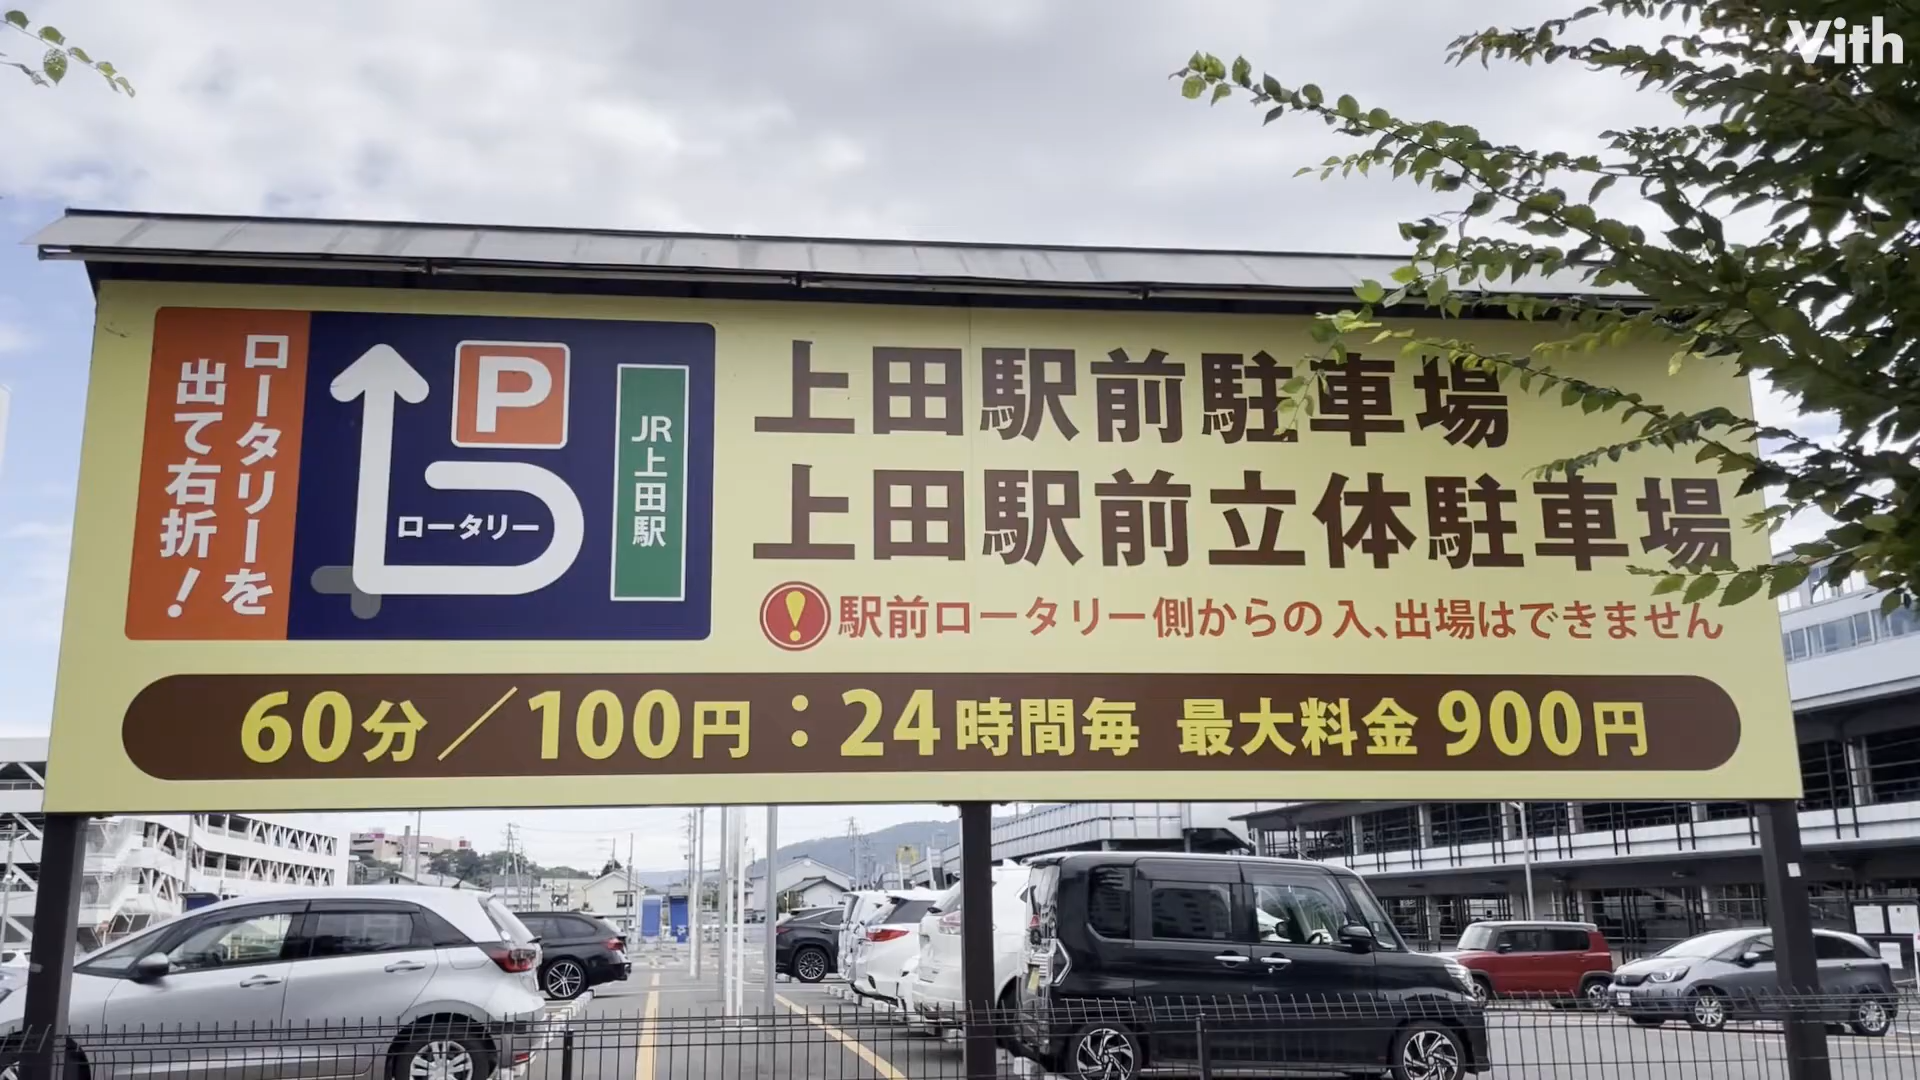 Vith
ロータリーを
出て右折！
P
ロータリー
JR上田駅
上田駅前駐車場
上田駅前立体駐車場
!駅前ロータリー側からの入、出場はできません
60分／100円：24時間毎 最大料金900円